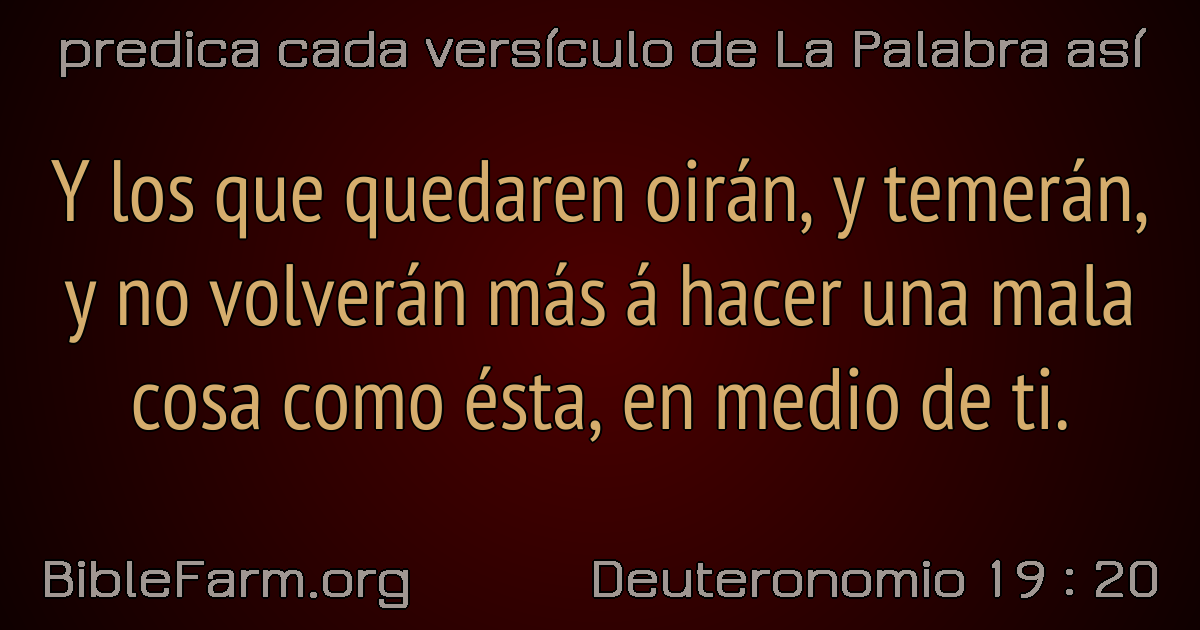 predica cada versículo de La Palabra así
Y los que quedaren oirán, y temerán,
y no volverán más á hacer una mala
cosa como ésta, en medio de ti.
BibleFarm.org
Deuteronomio 19 : 20